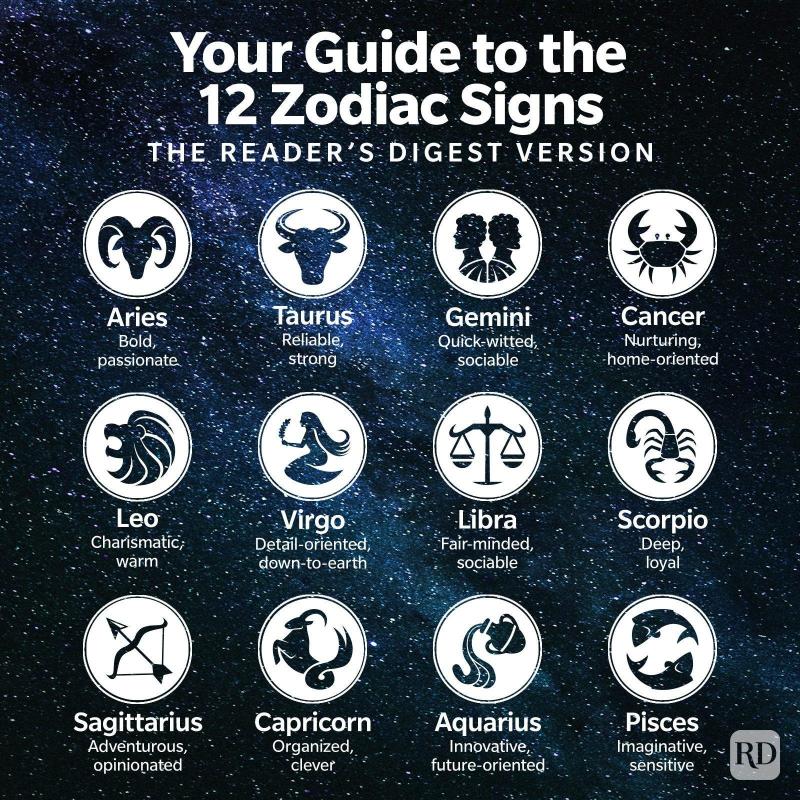 Your Guide to the
12 Zodiac Signs
THE READER'S DIGEST VERSION
Aries
Bold,
passionate
Taurus
Reliable,
strong
Gemini
Quick-witted,
sociable
Cancer
Nurturing,
home-oriented
Leo
Charismatic,
warm
Virgo
Detail-oriented,
down-to-earth
Libra
Fair-minded,
sociable
Scorpio
Deep,
loyal
Sagittarius
Adventurous,
opinionated
Capricorn
Organized,
clever
Aquarius
Innovative,
future-oriented
Pisces
Imaginative,
sensitive
RD